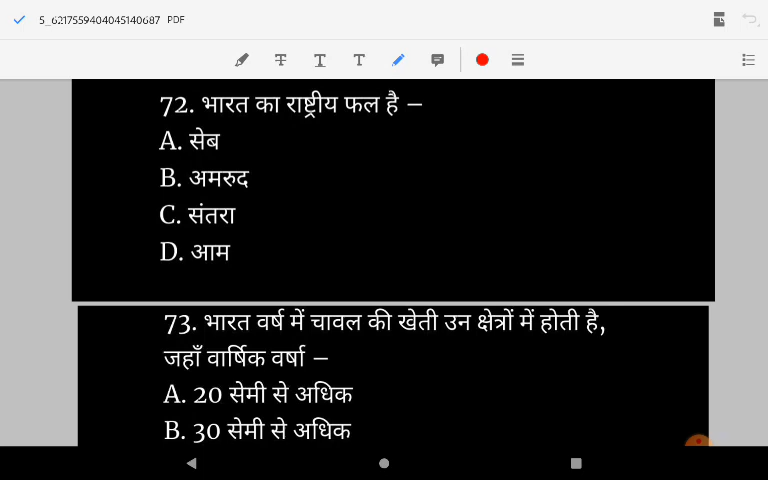 5_6217559404045140687 PDF
72. भारत का राष्ट्रीय फल है –
A. सेब
B. अमरुद
C. संतरा
D. आम
73. भारत वर्ष में चावल की खेती उन क्षेत्रों में होती है,
जहाँ वार्षिक वर्षा –
A. 20 सेमी से अधिक
B. 30 सेमी से अधिक